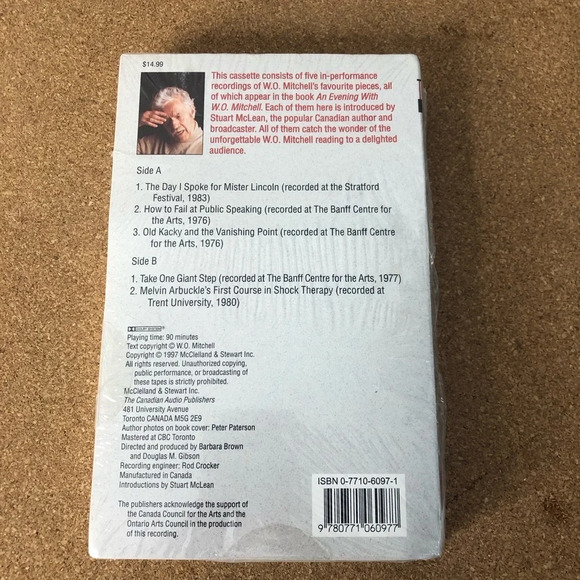 $14.99
This cassette consists of five in-performance
recordings of W.O. Mitchell's favourite pieces, all
of which appear in the book An Evening With
W.O. Mitchell. Each of them here is introduced by
Stuart McLean, the popular Canadian author and
broadcaster. All of them catch the wonder of the
unforgettable W.O. Mitchell reading to a delighted
audience.
Side A
1. The Day I Spoke for Mister Lincoln (recorded at the Stratford
Festival, 1983)
2. How to Fail at Public Speaking (recorded at The Banff Centre for
the Arts, 1976)
3. Old Kacky and the Vanishing Point (recorded at The Banff Centre
for the Arts, 1976)
Side B
1. Take One Giant Step (recorded at The Banff Centre for the Arts, 1977)
2. Melvin Arbuckle's First Course in Shock Therapy (recorded at
Trent University, 1980)
DOLBY SYSTEM®
Playing time: 90 minutes
Text copyright © W.O. Mitchell
Copyright © 1997 McClelland & Stewart Inc.
All rights reserved. Unauthorized copying,
public performance, or broadcasting of
these tapes is strictly prohibited.
McClelland & Stewart Inc.
The Canadian Audio Publishers
481 University Avenue
Toronto CANADA M5G 2E9
Author photos on book cover: Peter Paterson
Mastered at CBC Toronto
Directed and produced by Barbara Brown
and Douglas M. Gibson
Recording engineer: Rod Crocker
Manufactured in Canada
Introductions by Stuart McLean
The publishers acknowledge the support of
the Canada Council for the Arts and the
Ontario Arts Council in the production
of this recording.
ISBN 0-7710-6097-1
9 780771 060977